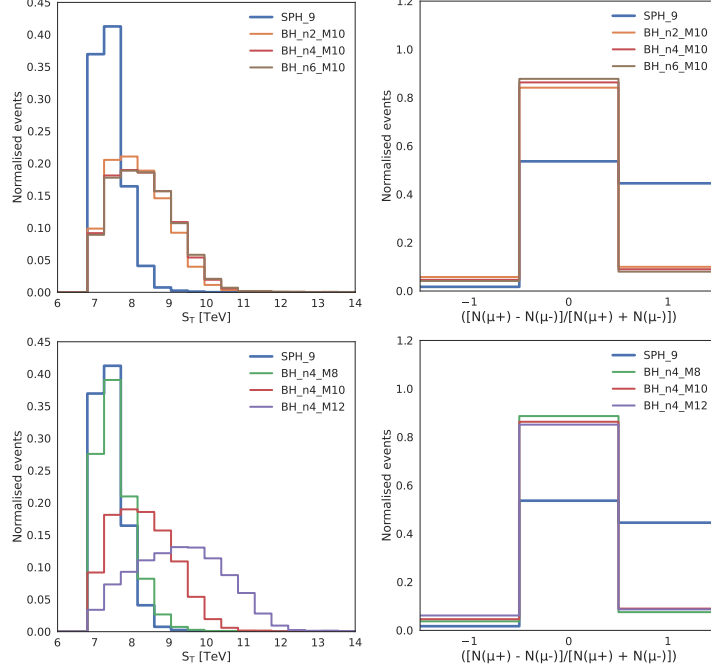 0.45
0.40
0.35
0.30
0.25
0.20
0.15
0.10
0.05
0.00
Normalised events
SPH_9
BH_n2_M10
BH_n4_M10
BH_n6_M10
6 7 8 9 10 11 12 13 14
S_T [TeV]
1.2
1.0
0.8
0.6
0.4
0.2
0.0
Normalised events
SPH_9
BH_n2_M10
BH_n4_M10
BH_n6_M10
−1 0 1
([N(μ+) - N(μ-)]/[N(μ+) + N(μ-)])
0.45
0.40
0.35
0.30
0.25
0.20
0.15
0.10
0.05
0.00
Normalised events
SPH_9
BH_n4_M8
BH_n4_M10
BH_n4_M12
6 7 8 9 10 11 12 13 14
S_T [TeV]
1.2
1.0
0.8
0.6
0.4
0.2
0.0
Normalised events
SPH_9
BH_n4_M8
BH_n4_M10
BH_n4_M12
−1 0 1
([N(μ+) - N(μ-)]/[N(μ+) + N(μ-)])